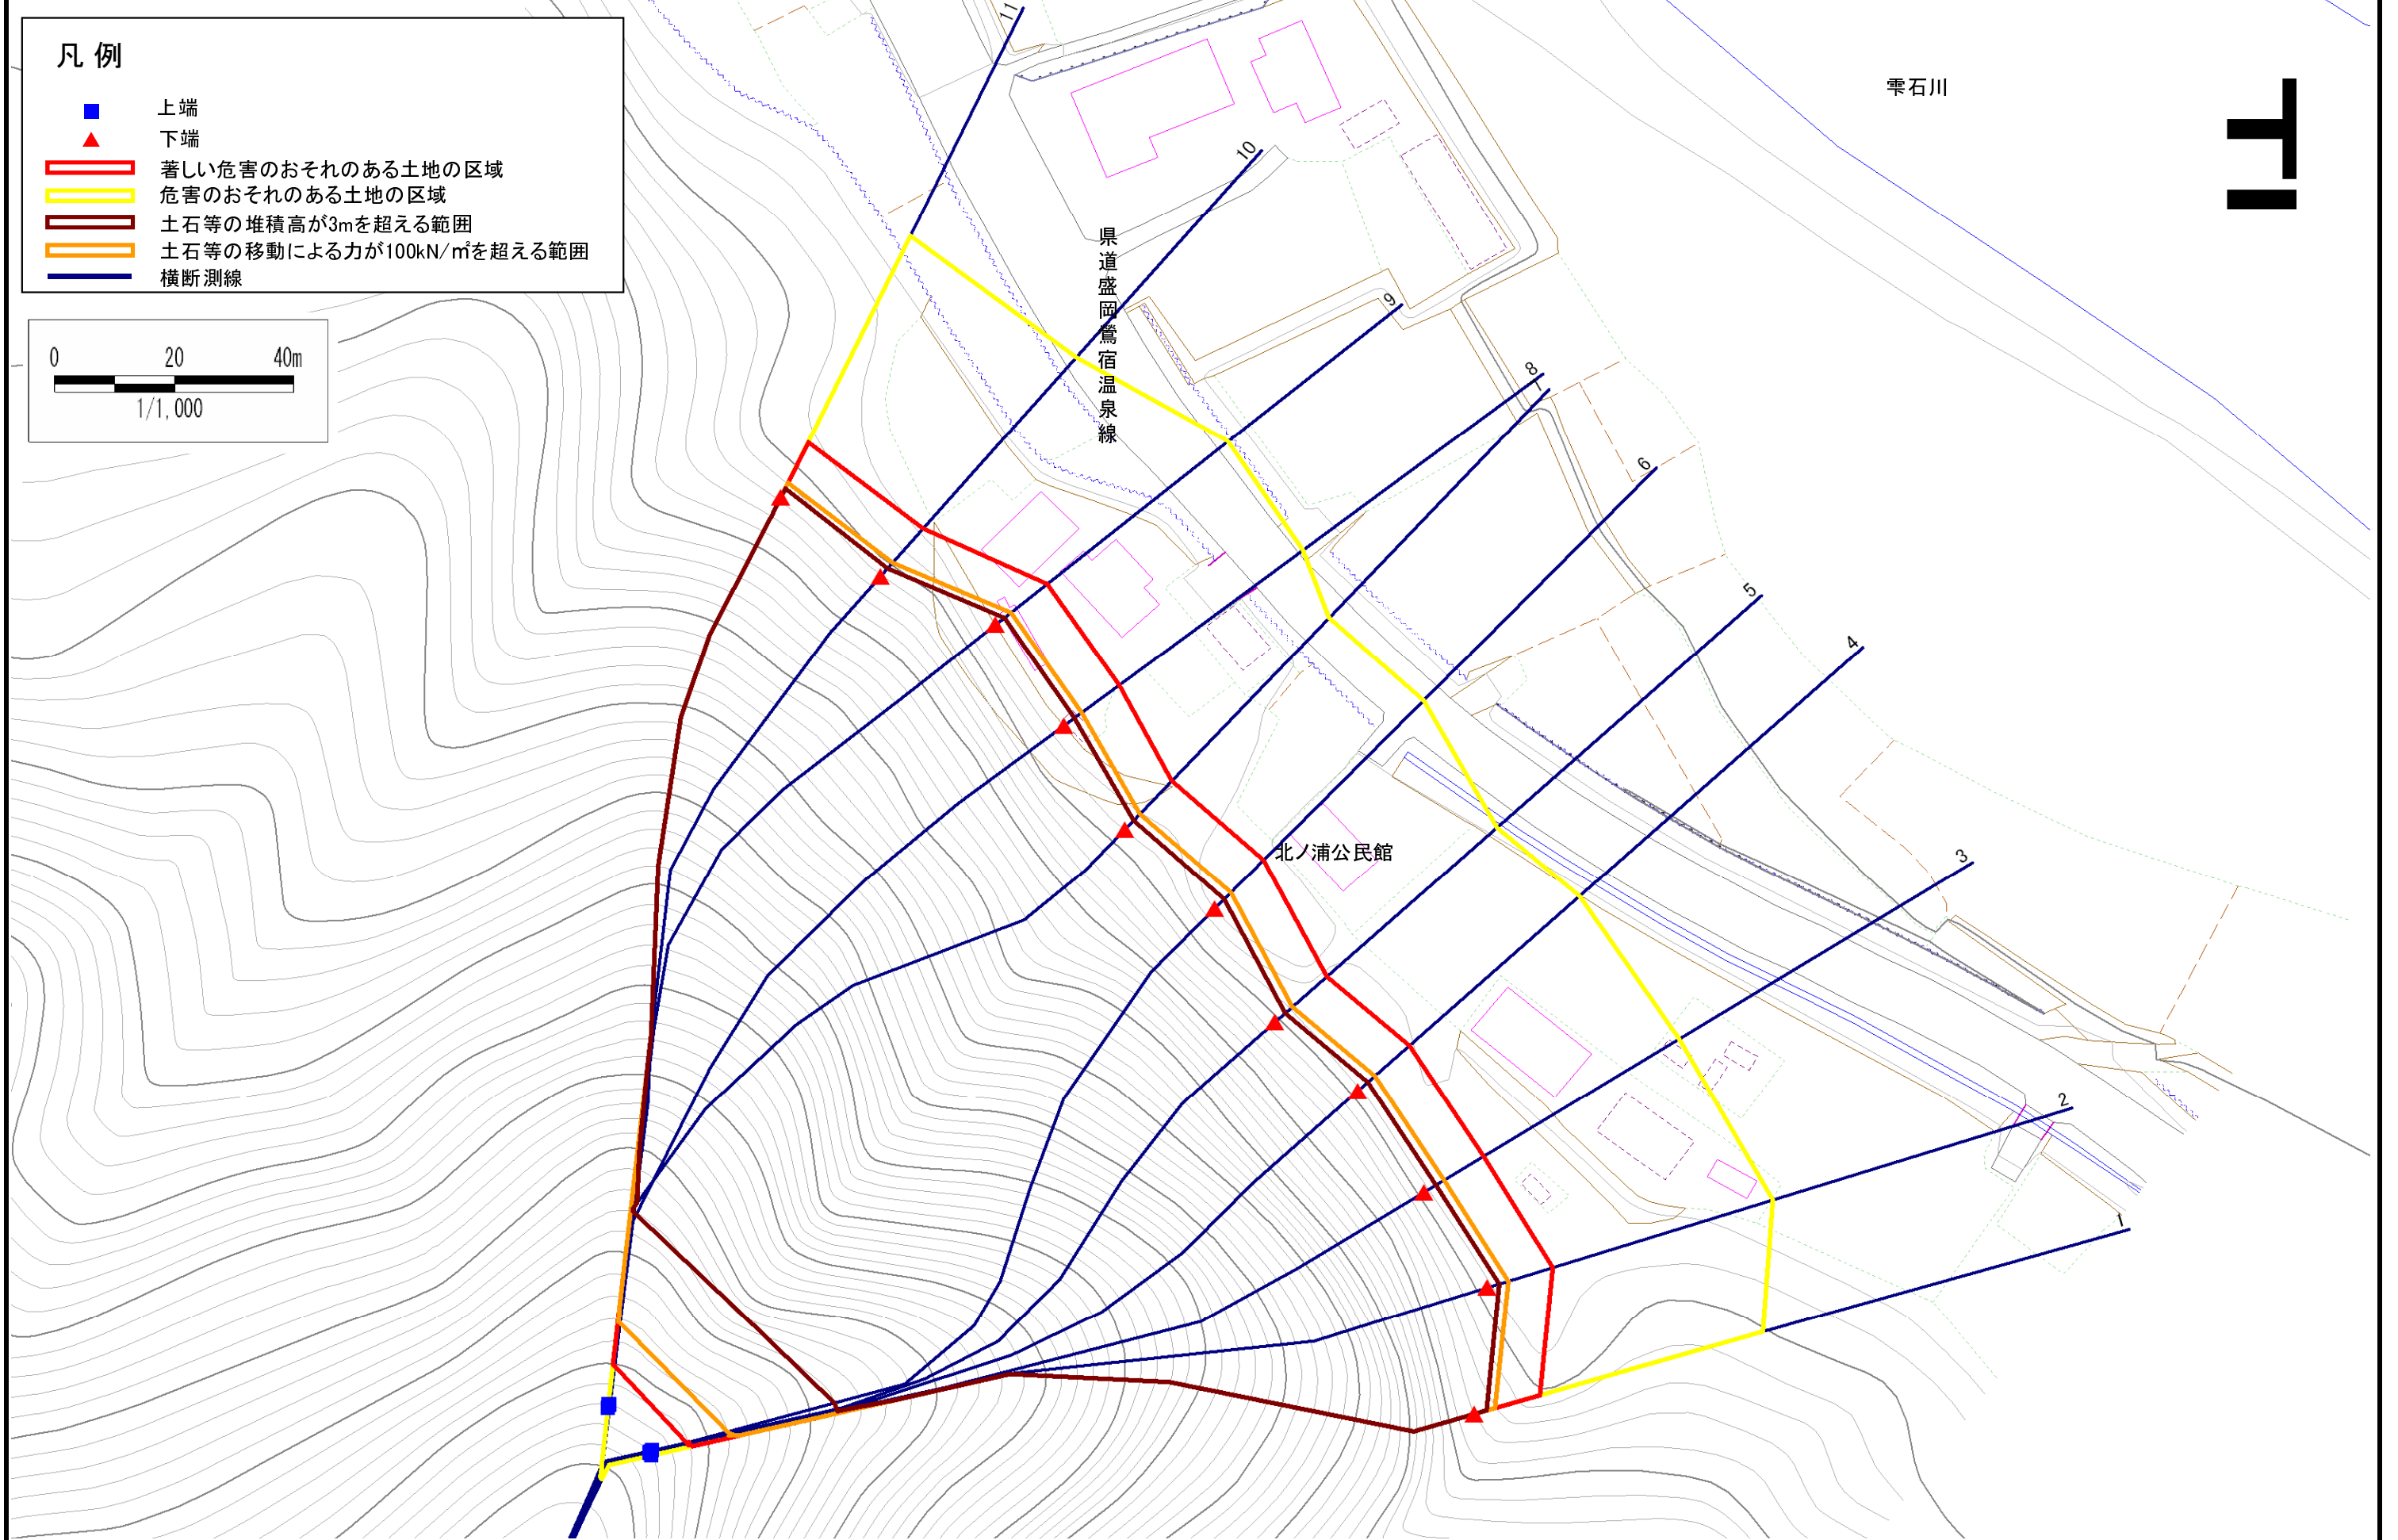 凡例
上端
下端
著しい危害のおそれのある土地の区域
危害のおそれのある土地の区域
土石等の堆積高が3mを超える範囲
土石等の移動による力が100kN/㎡を超える範囲
横断測線
0 20 40m
1/1,000
雫石川
県道盛岡鶯宿温泉線
北ノ浦公民館
11
10
9
8
7
6
5
4
3
2
1